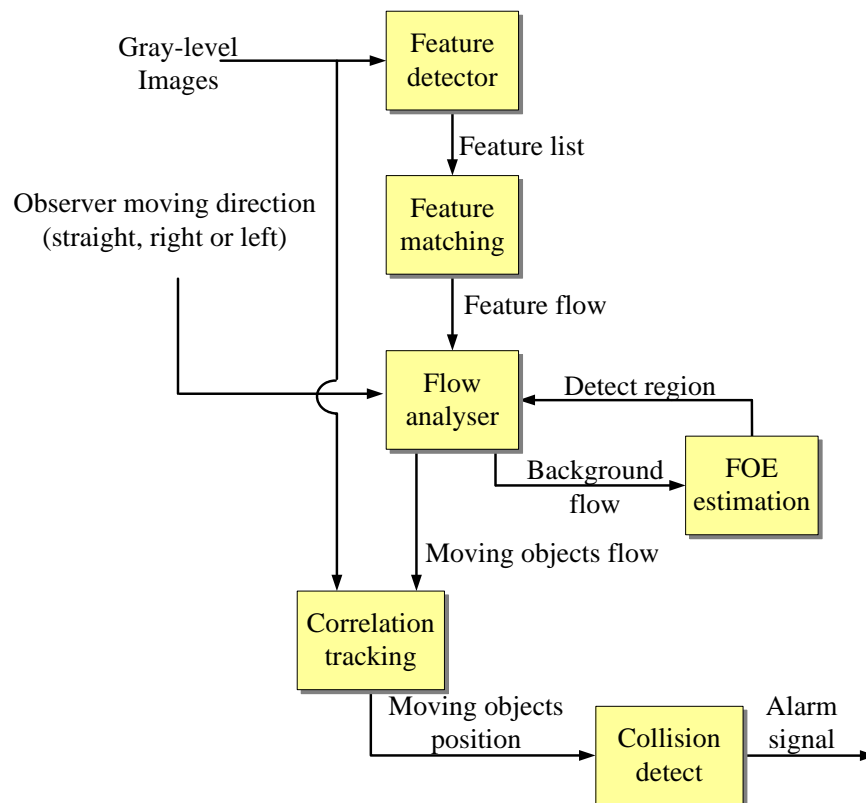 Gray-level
Images
Feature
detector
Feature list
Observer moving direction
(straight, right or left)
Feature
matching
Feature flow
Flow
analyser
Detect region
Background
flow
FOE
estimation
Moving objects flow
Correlation
tracking
Moving objects
position
Collision
detect
Alarm
signal